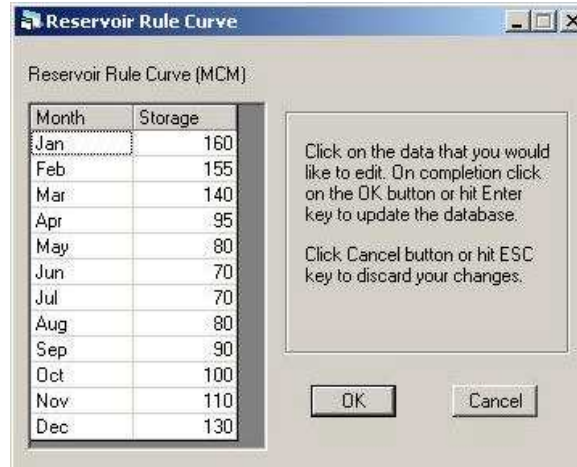 Reservoir Rule Curve
Reservoir Rule Curve (MCM)
Month Storage
Jan 160
Feb 155
Mar 140
Apr 95
May 80
Jun 70
Jul 70
Aug 80
Sep 90
Oct 100
Nov 110
Dec 130
Click on the data that you would
like to edit. On completion click
on the OK button or hit Enter
key to update the database.
Click Cancel button or hit ESC
key to discard your changes.
OK Cancel